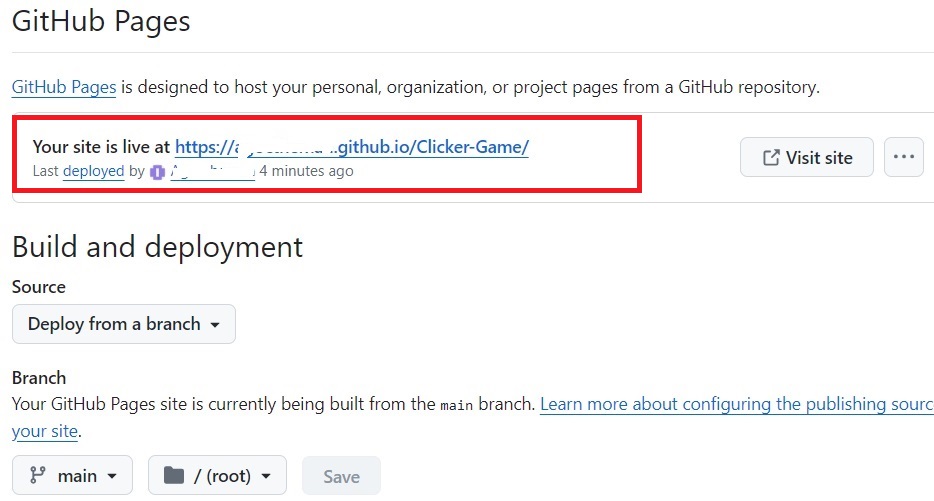 GitHub Pages
GitHub Pages is designed to host your personal, organization, or project pages from a GitHub repository.
Your site is live at https:// .github.io/Clicker-Game/
Last deployed by 4 minutes ago
Visit site
Build and deployment
Source
Deploy from a branch
Branch
Your GitHub Pages site is currently being built from the main branch. Learn more about configuring the publishing sourc
your site.
main
/ (root)
Save